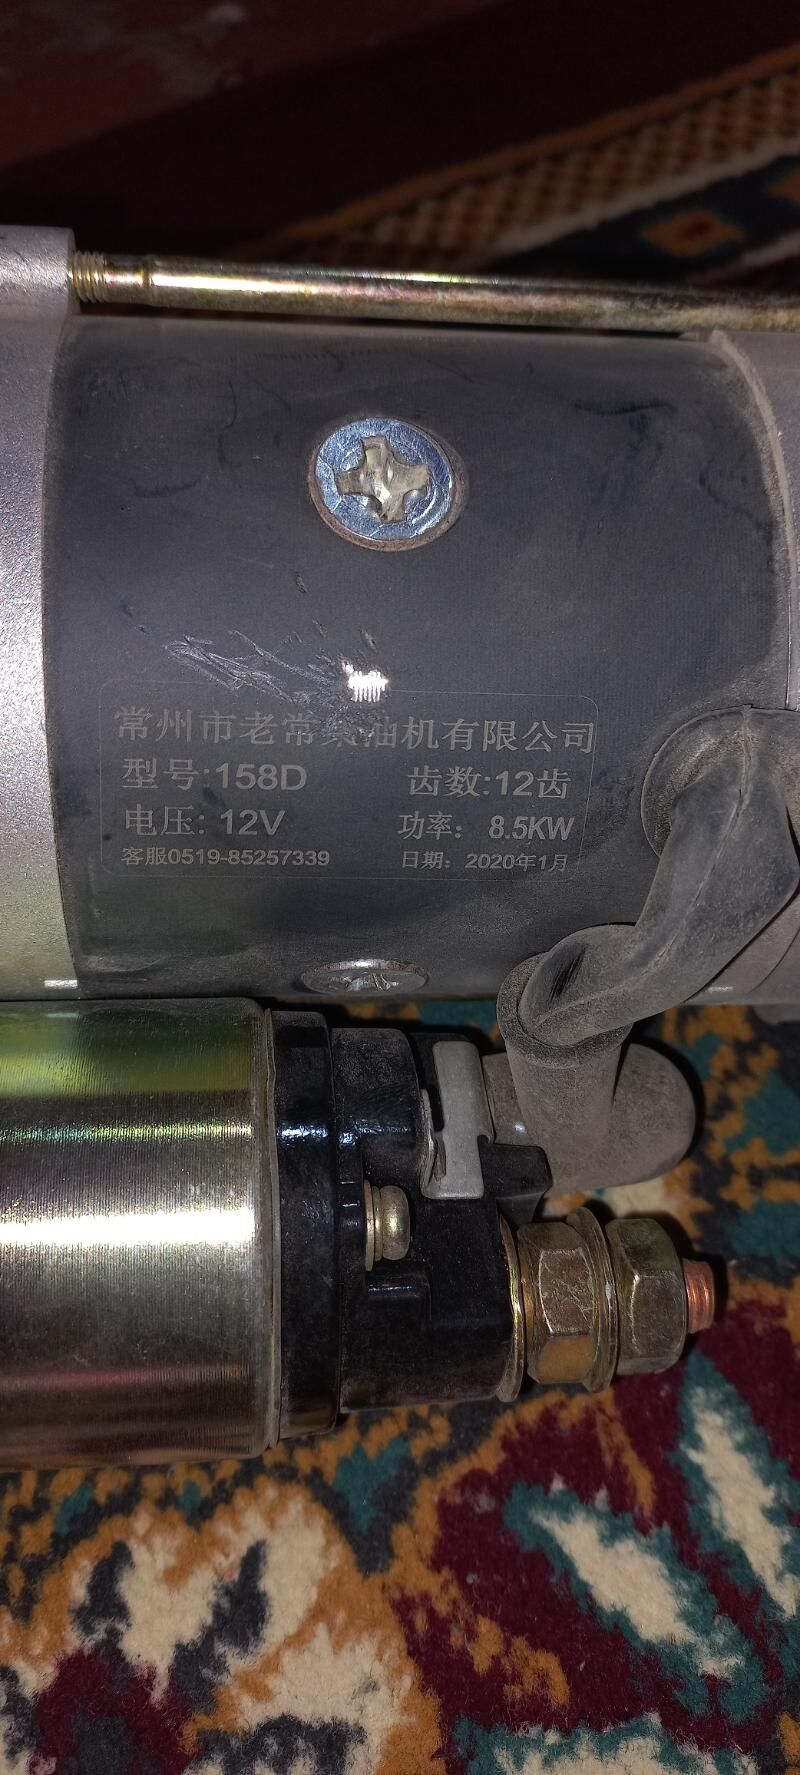 常州市老常柴油机有限公司
型号:158D 齿数:12齿
电压: 12V 功率: 8.5KW
客服0519-85257339 日期: 2020年1月